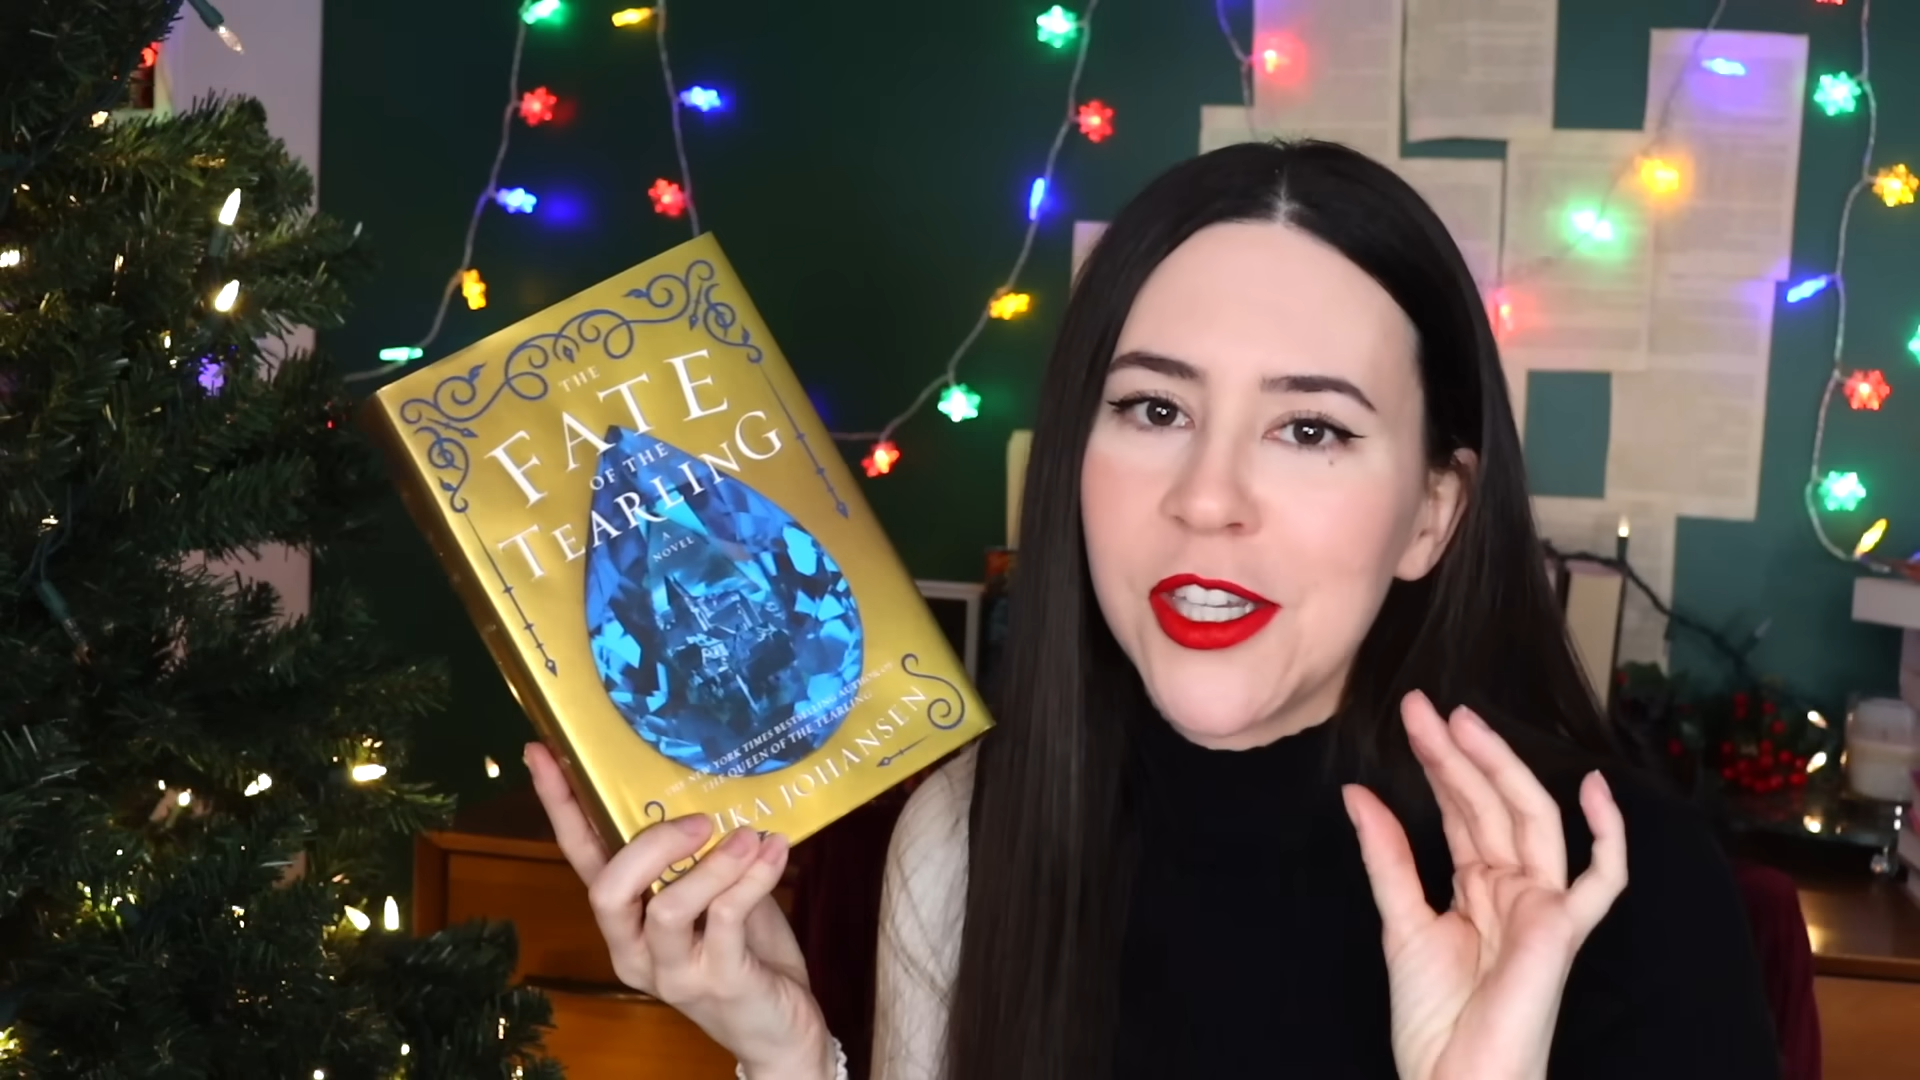 THE
FATE
OF THE
TEARLING
A
NOVEL
THE NEW YORK TIMES BESTSELLING AUTHOR OF
THE QUEEN OF THE TEARLING
IKA JOHANSEN